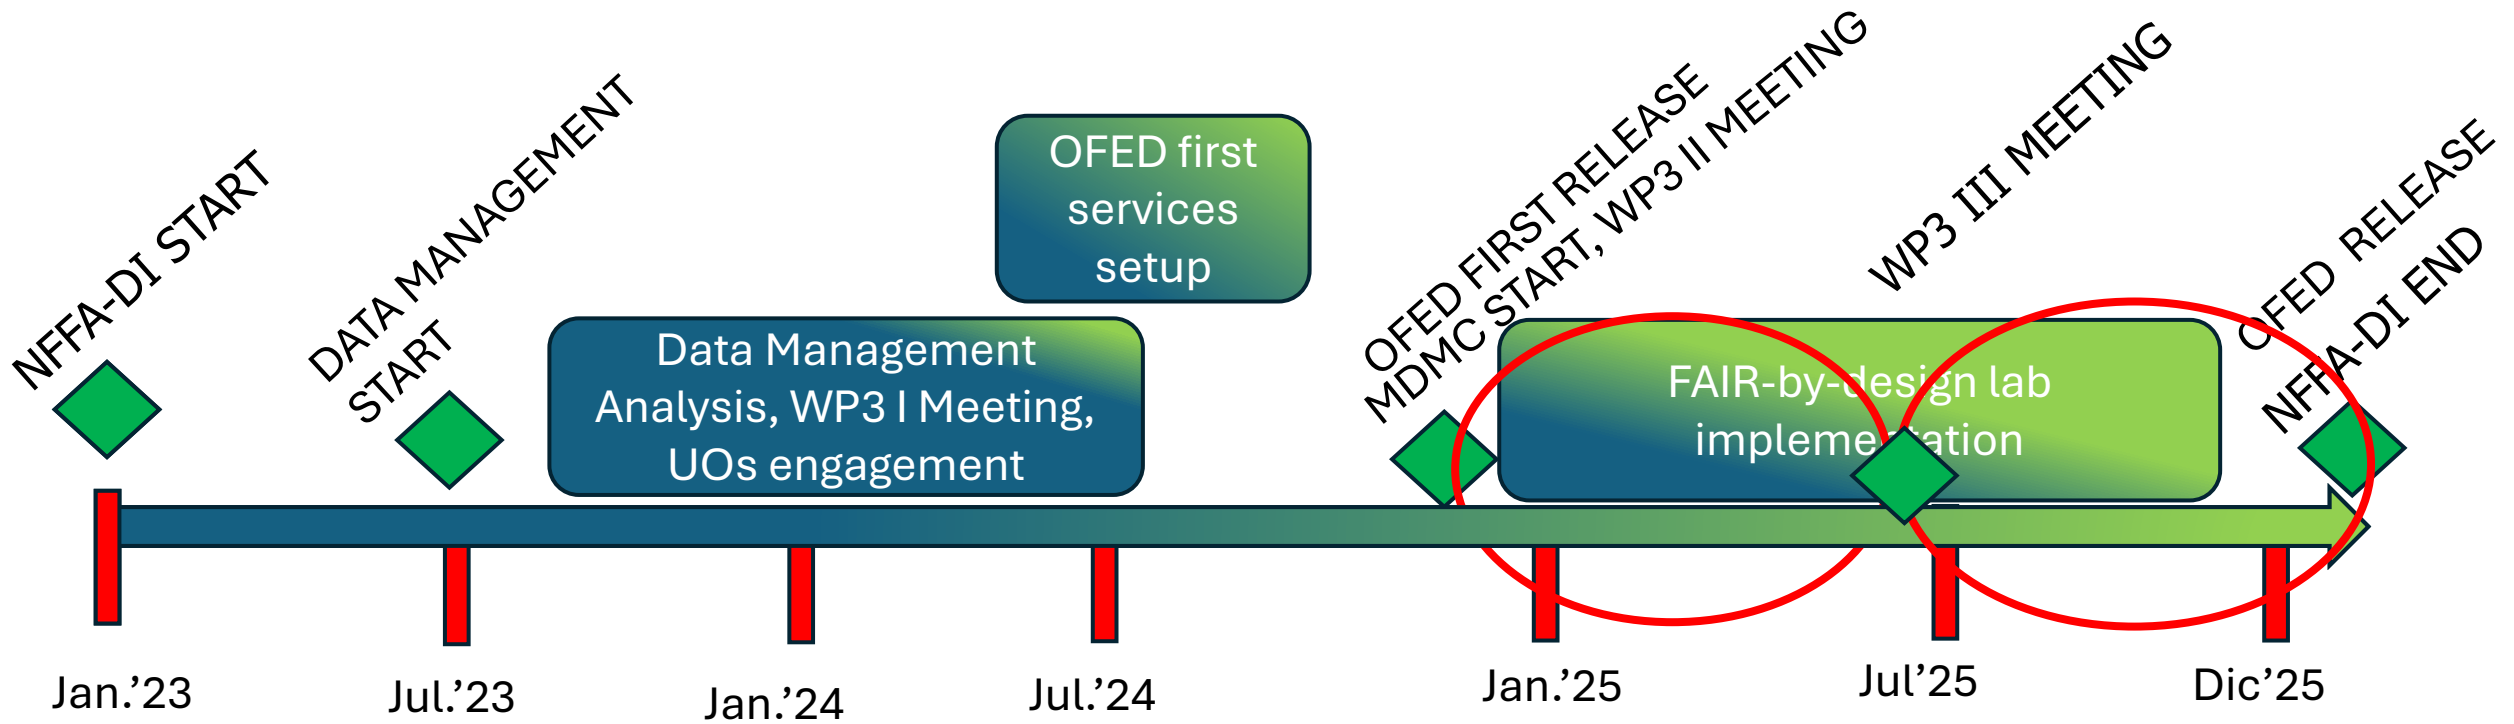 NFFA-DI START
DATA MANAGEMENT
START
OFED first
services
setup
Data Management
Analysis, WP3 I Meeting,
UOs engagement
OFED FIRST RELEASE
MDMC START, WP3 II MEETING
WP3 III MEETING
FAIR-by-design lab
implementation
OFED RELEASE
NFFA-DI END
Jan.’23
Jul.’23
Jan.’24
Jul.’24
Jan.’25
Jul’25
Dic’25